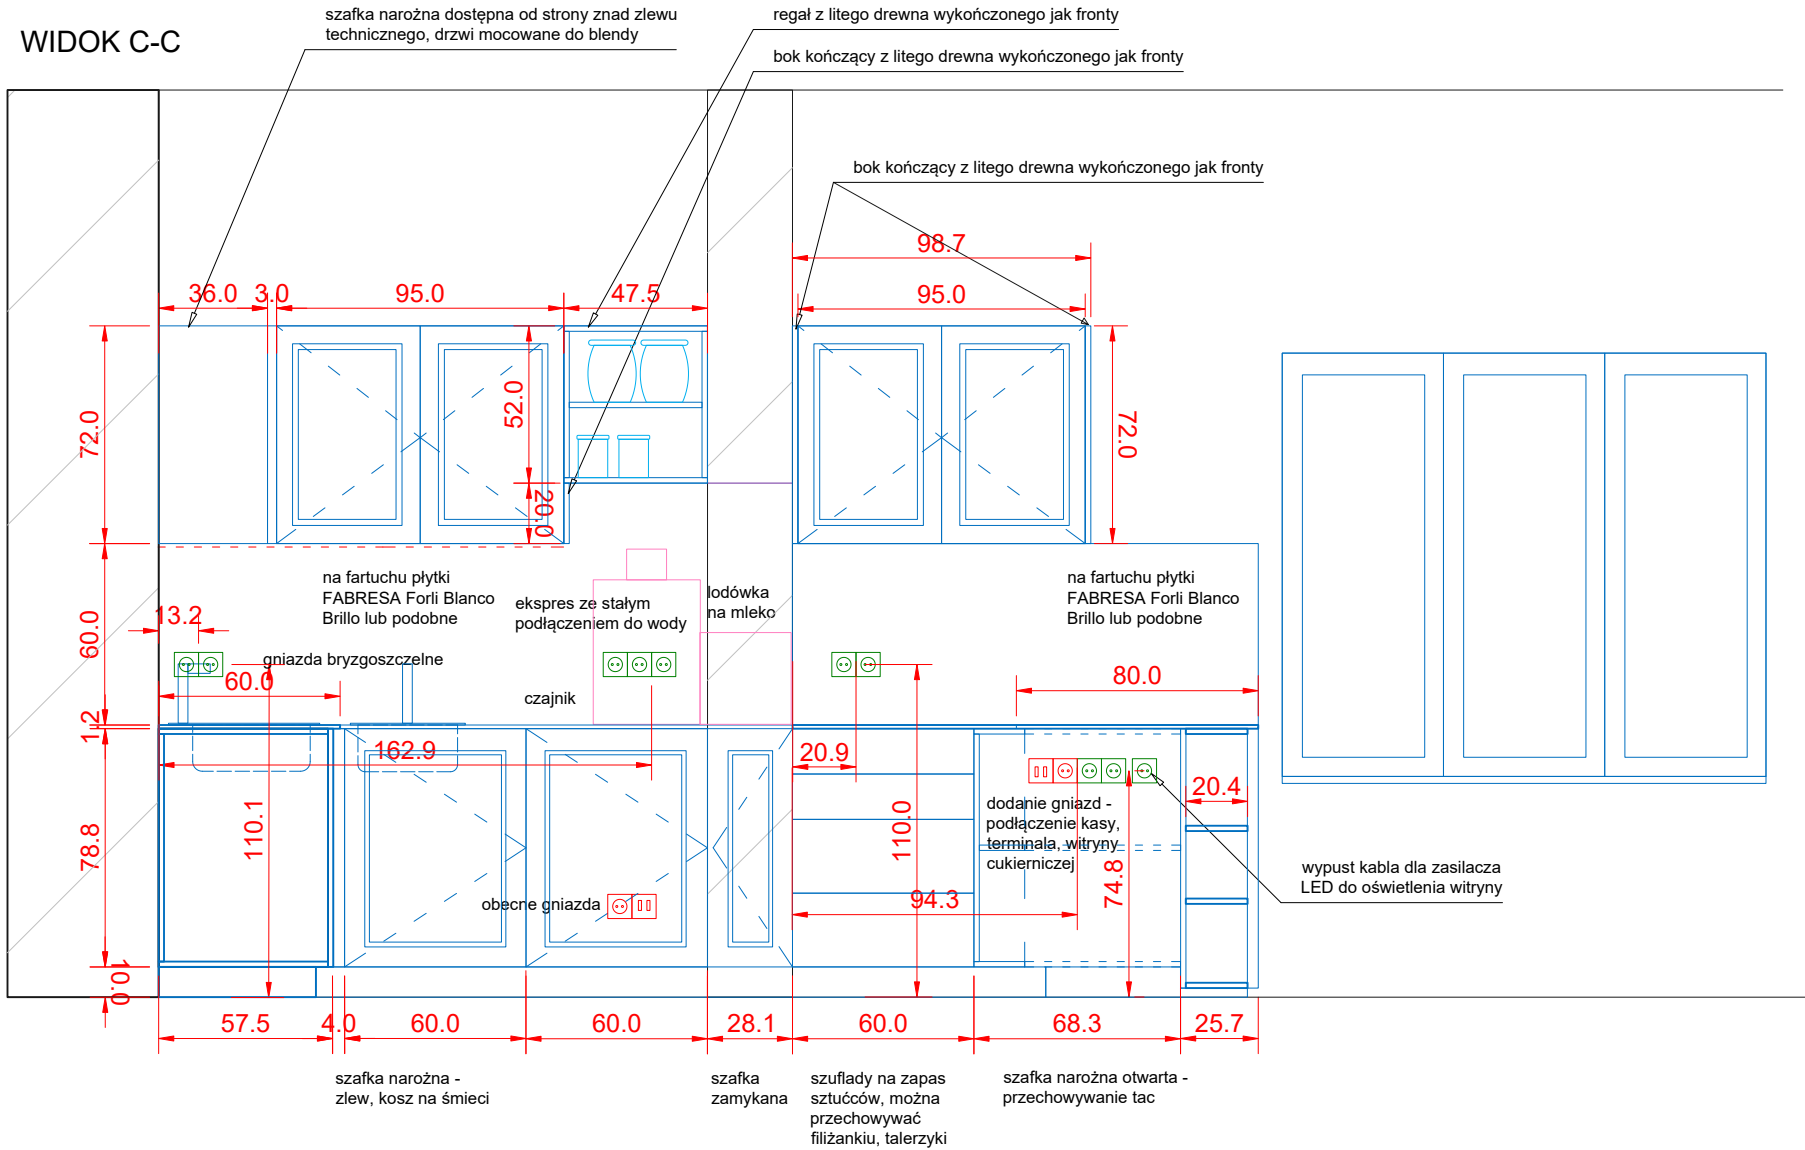 WIDOK C-C
szafka narożna dostępna od strony znad zlewu
technicznego, drzwi mocowane do blendy
regał z litego drewna wykończonego jak fronty
bok kończący z litego drewna wykończonego jak fronty
bok kończący z litego drewna wykończonego jak fronty
98.7
36.0
3.0
95.0
47.5
95.0
72.0
52.0
20.0
72.0
na fartuchu płytki
FABRESA Forli Blanco
Brillo lub podobne
ekspres ze stałym
podłączeniem do wody
lodówka
na mleko
na fartuchu płytki
FABRESA Forli Blanco
Brillo lub podobne
13.2
60.0
gniazda bryzgoszczelne
60.0
czajnik
80.0
1.2
162.9
20.9
20.4
78.8
110.1
110.0
dodanie gniazd -
podłączenie kasy,
terminala, witryny
cukierniczej
74.8
wypust kabla dla zasilacza
LED do oświetlenia witryny
obecne gniazda
94.3
10.0
57.5
4.0
60.0
60.0
28.1
60.0
68.3
25.7
szafka narożna -
zlew, kosz na śmieci
szafka
zamykana
szuflady na zapas
sztućców, można
przechowywać
filiżankiu, talerzyki
szafka narożna otwarta -
przechowywanie tac